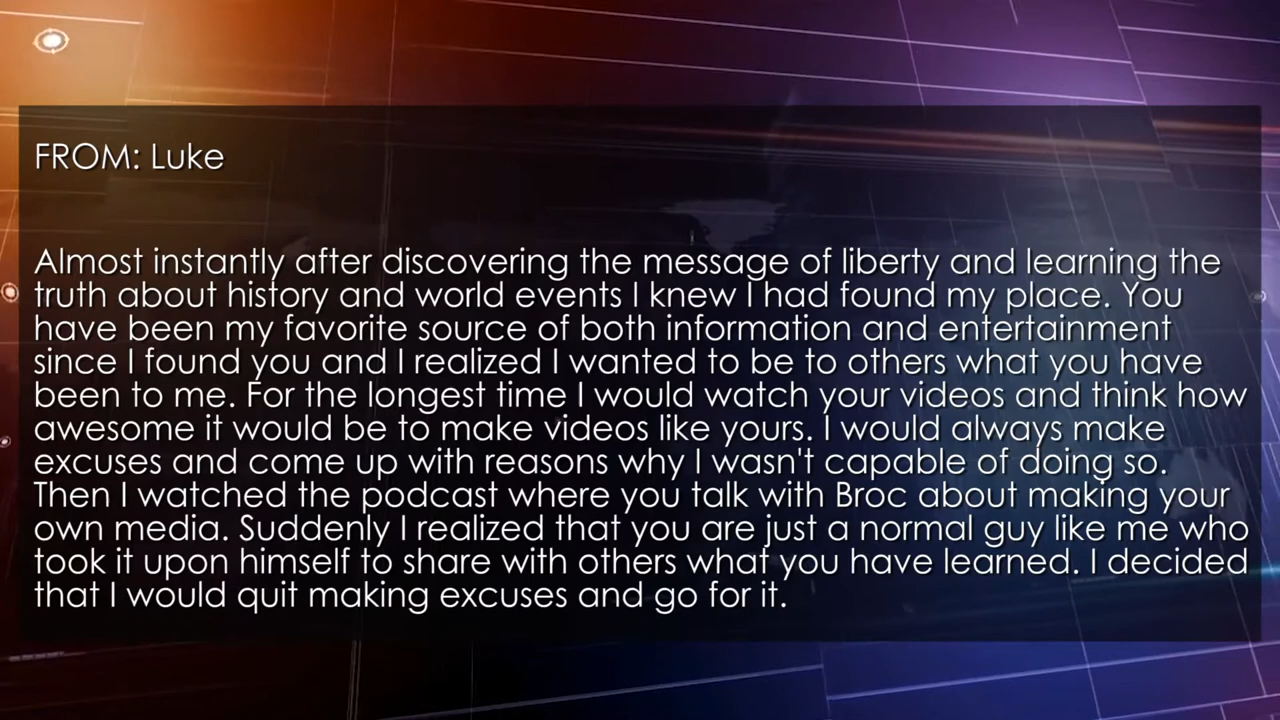 FROM: Luke
Almost instantly after discovering the message of liberty and learning the
truth about history and world events I knew I had found my place. You
have been my favorite source of both information and entertainment
since I found you and I realized I wanted to be to others what you have
been to me. For the longest time I would watch your videos and think how
awesome it would be to make videos like yours. I would always make
excuses and come up with reasons why I wasn't capable of doing so.
Then I watched the podcast where you talk with Broc about making your
own media. Suddenly I realized that you are just a normal guy like me who
took it upon himself to share with others what you have learned. I decided
that I would quit making excuses and go for it.